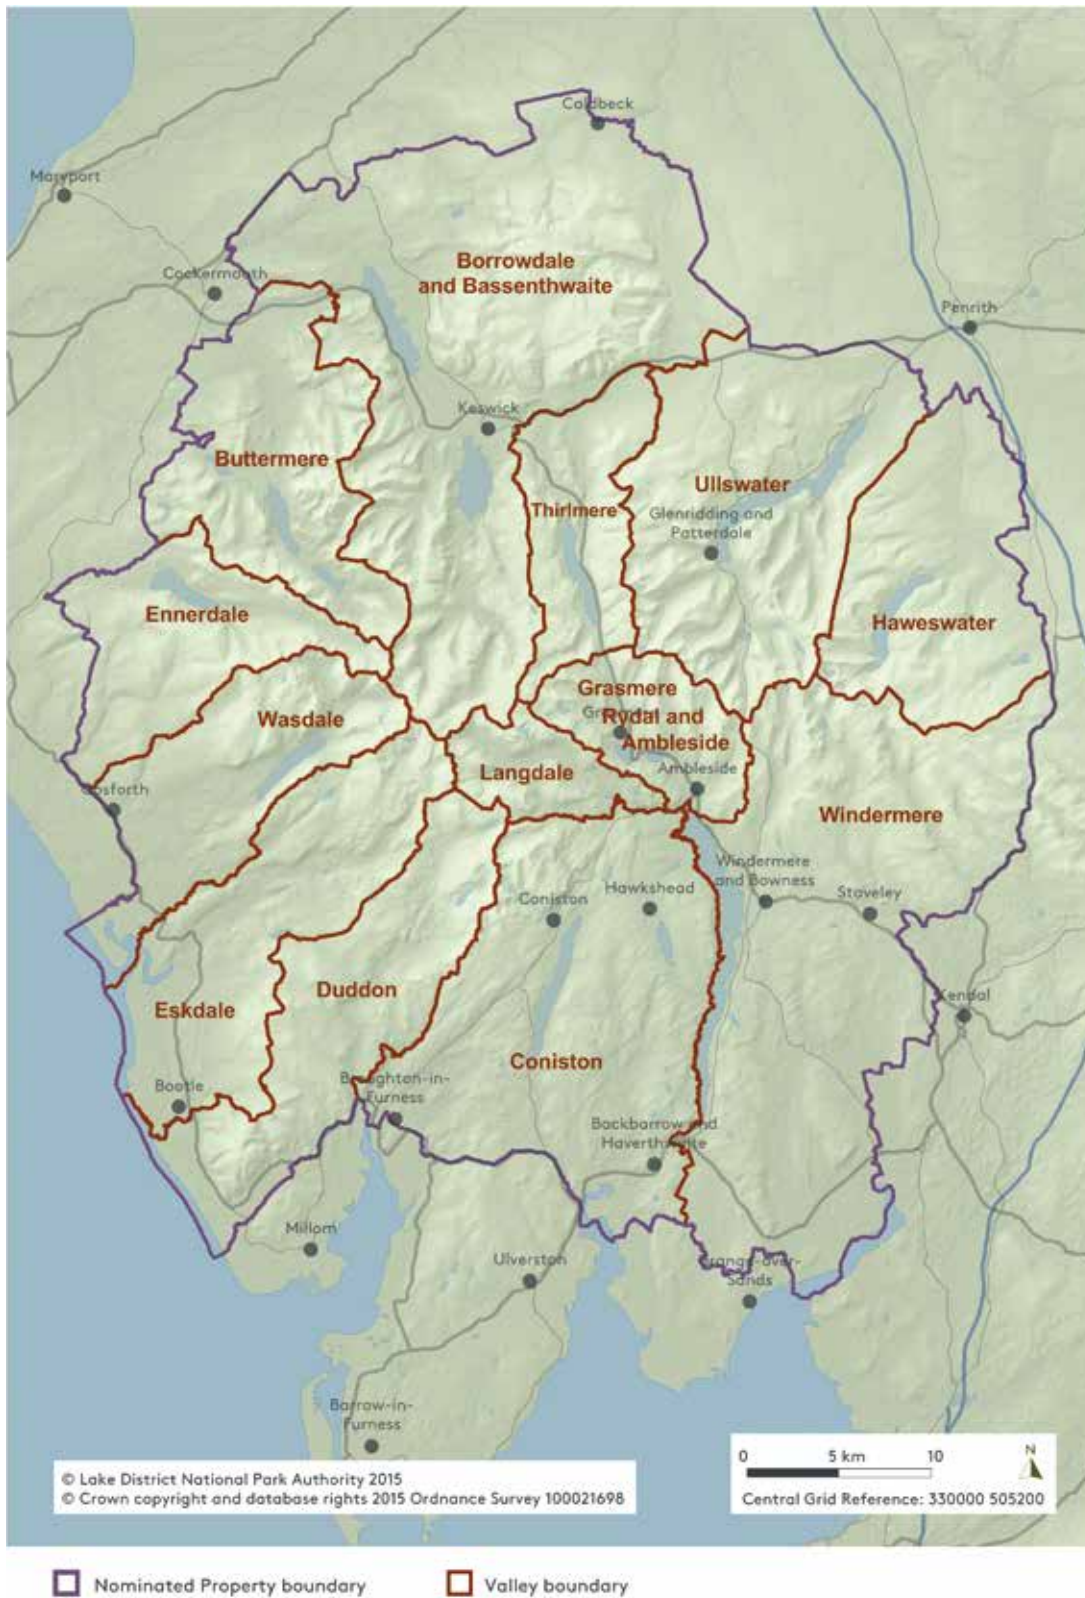 Caldbeck
Maryport
Borrowdale
and Bassenthwaite
Cockermouth
Penrith
Keswick
Buttermere
Ullswater
Thirlmere
Glenridding and
Patterdale
Ennerdale
Haweswater
Grasmere
Wasdale
Rydal and
Ambleside
Langdale
Ambleside
Gosforth
Windermere
Windermere
and Bowness
Hawkshead
Staveley
Coniston
Duddon
Eskdale
Kendal
Coniston
Bootle
Broughton-in-
Furness
Backbarrow and
Haverthwaite
Millom
Ulverston
Grange-over-
Sands
Barrow-in-
Furness
0 5 km 10
N
© Lake District National Park Authority 2015
© Crown copyright and database rights 2015 Ordnance Survey 100021698
Central Grid Reference: 330000 505200
Nominated Property boundary
Valley boundary